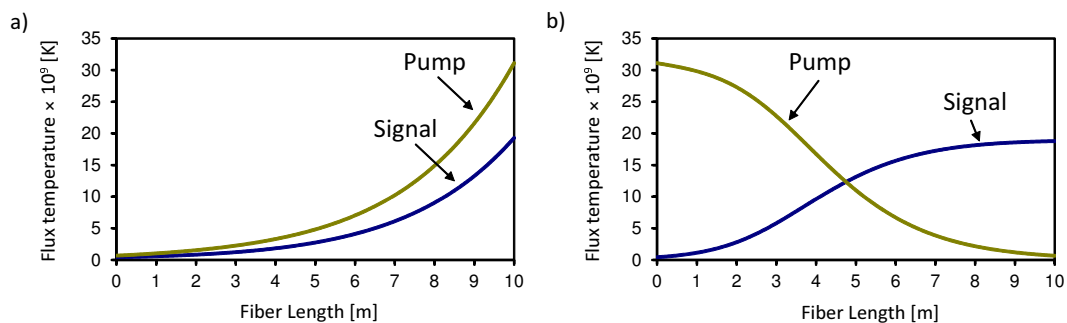 a)
Flux temperature × 10⁹ [K]
35
30
25
20
15
10
5
0
Pump
Signal
0 1 2 3 4 5 6 7 8 9 10
Fiber Length [m]
b)
Flux temperature × 10⁹ [K]
35
30
25
20
15
10
5
0
Pump
Signal
0 1 2 3 4 5 6 7 8 9 10
Fiber Length [m]